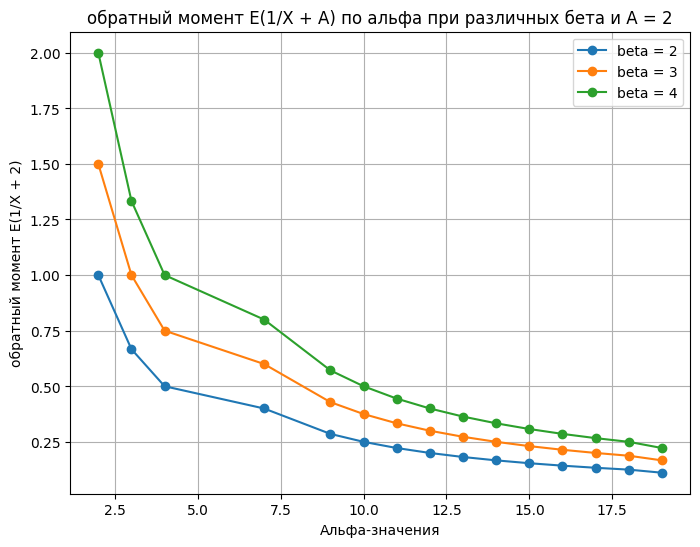 обратный момент E(1/X + A) по альфа при различных бета и A = 2
обратный момент E(1/X + 2)
2.00
1.75
1.50
1.25
1.00
0.75
0.50
0.25
beta = 2
beta = 3
beta = 4
2.5
5.0
7.5
10.0
12.5
15.0
17.5
Альфа-значения